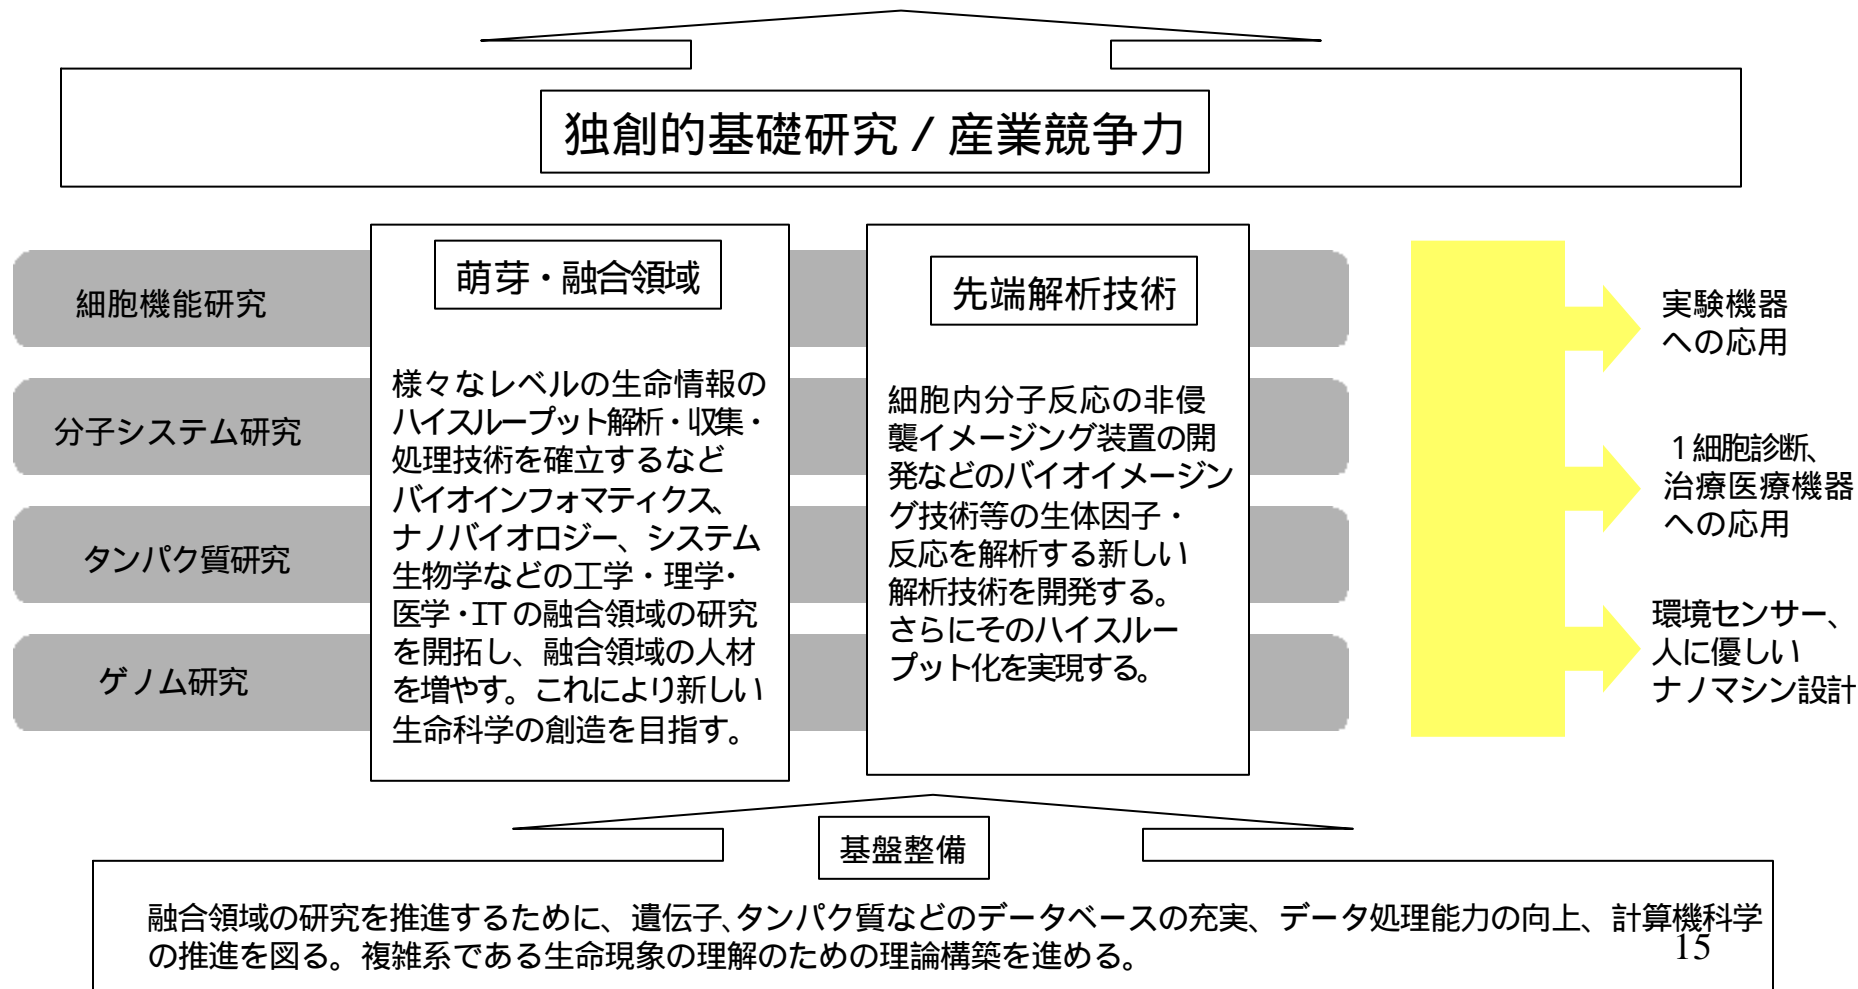 独創的基礎研究 / 産業競争力
細胞機能研究
分子システム研究
タンパク質研究
ゲノム研究
萌芽・融合領域
様々なレベルの生命情報の
ハイスループット解析・収集・
処理技術を確立するなど
バイオインフォマティクス、
ナノバイオロジー、システム
生物学などの工学・理学・
医学・ITの融合領域の研究
を開拓し、融合領域の人材
を増やす。これにより新しい
生命科学の創造を目指す。
先端解析技術
細胞内分子反応の非侵
襲イメージング装置の開
発などのバイオイメージン
グ技術等の生体因子・
反応を解析する新しい
解析技術を開発する。
さらにそのハイスルー
プット化を実現する。
実験機器
への応用
1細胞診断、
治療医療機器
への応用
環境センサー、
人に優しい
ナノマシン設計
基盤整備
融合領域の研究を推進するために、遺伝子、タンパク質などのデータベースの充実、データ処理能力の向上、計算機科学
の推進を図る。複雑系である生命現象の理解のための理論構築を進める。
15